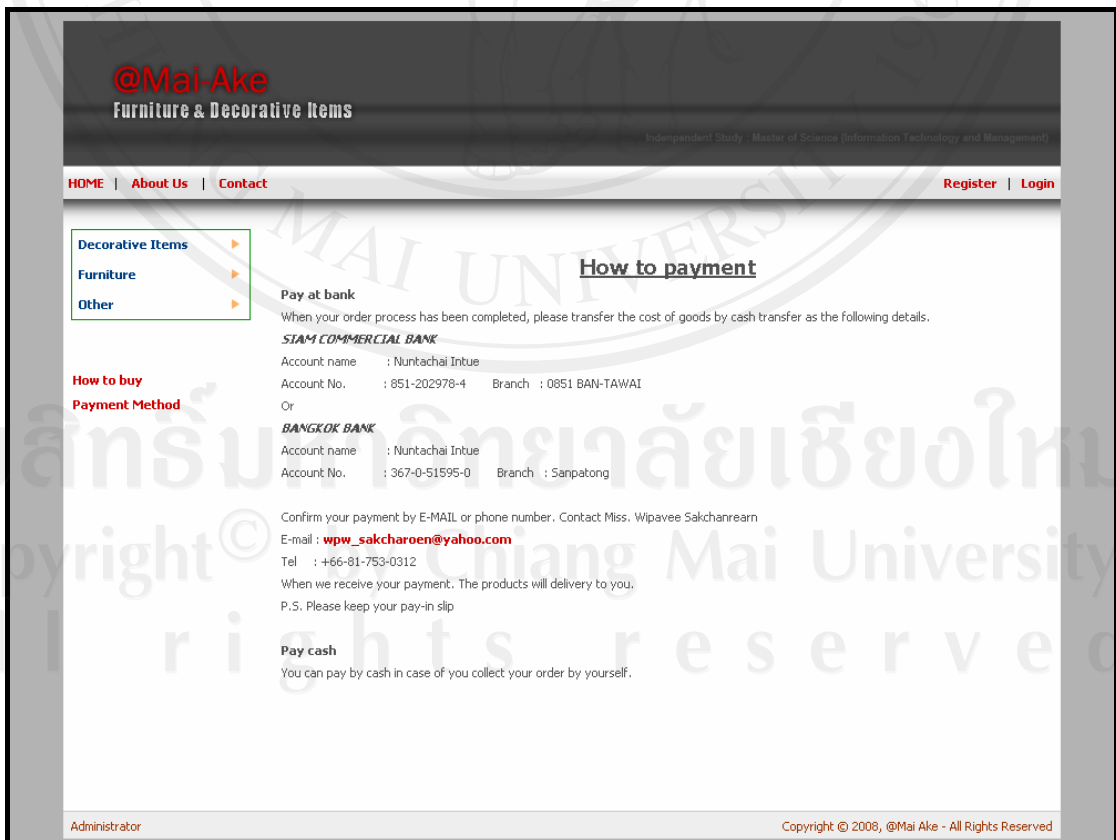 @Mai-Ake
Furniture & Decorative Items
Indenpendent Study : Master of Science (Information Technology and Management)
HOME | About Us | Contact
Register | Login
Decorative Items
Furniture
Other
How to buy
Payment Method
How to payment
Pay at bank
When your order process has been completed, please transfer the cost of goods by cash transfer as the following details.
SIAM COMMERCIAL BANK
Account name : Nuntachai Intue
Account No. : 851-202978-4 Branch : 0851 BAN-TAWAI
Or
BANGKOK BANK
Account name : Nuntachai Intue
Account No. : 367-0-51595-0 Branch : Sanpatong
Confirm your payment by E-MAIL or phone number. Contact Miss. Wipavee Sakchanrearn
E-mail : wpw_sakcharoen@yahoo.com
Tel : +66-81-753-0312
When we receive your payment. The products will delivery to you.
P.S. Please keep your pay-in slip
Pay cash
You can pay by cash in case of you collect your order by yourself.
Administrator
Copyright © 2008, @Mai Ake - All Rights Reserved
MAI UNIVERSIT
สิทธิ์มหาวิทยาลัยเชียงใหม
pyright © by Chiang Mai University
l rights reserved